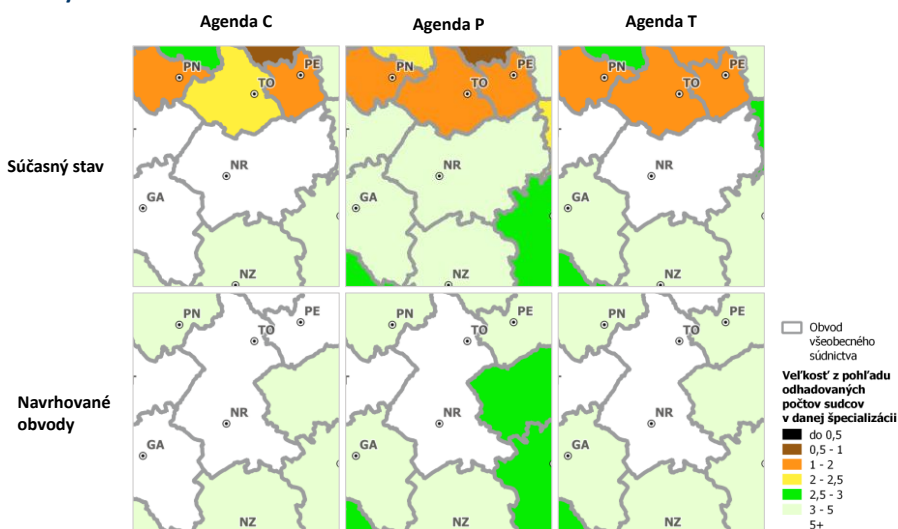 Agenda C
Agenda P
Agenda T
Súčasný stav
PN
TO
PE
NR
GA
NZ
PN
TO
PE
NR
GA
NZ
PN
TO
PE
NR
GA
NZ
Navrhované
obvody
PN
TO
PE
NR
GA
NZ
PN
TO
PE
NR
GA
NZ
PN
TO
PE
NR
GA
NZ
Obvod
všeobecného
súdnictva
Veľkosť z pohľadu
odhadovaných
počtov sudcov
v danej špecializácii
do 0,5
0,5 - 1
1 - 2
2 - 2,5
2,5 - 3
3 - 5
5+